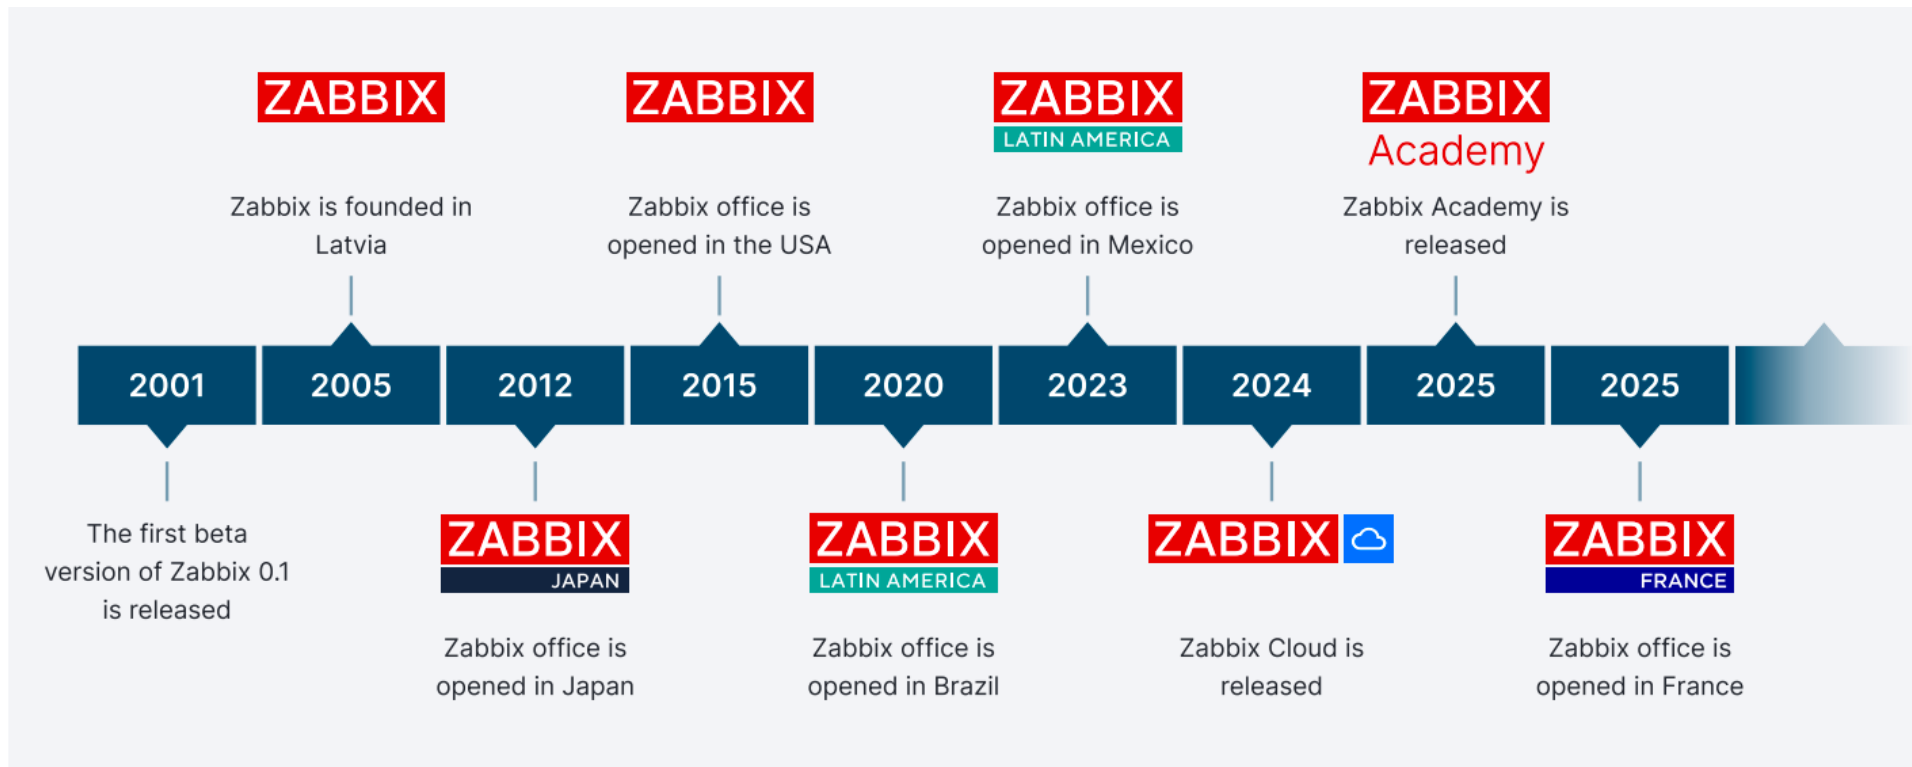 ZABBIX
ZABBIX
ZABBIX
LATIN AMERICA
ZABBIX
Academy
Zabbix is founded in
Latvia
Zabbix office is
opened in the USA
Zabbix office is
opened in Mexico
Zabbix Academy is
released
2001
2005
2012
2015
2020
2023
2024
2025
2025
The first beta
version of Zabbix 0.1
is released
ZABBIX
JAPAN
Zabbix office is
opened in Japan
ZABBIX
LATIN AMERICA
Zabbix office is
opened in Brazil
ZABBIX
Zabbix Cloud is
released
ZABBIX
FRANCE
Zabbix office is
opened in France